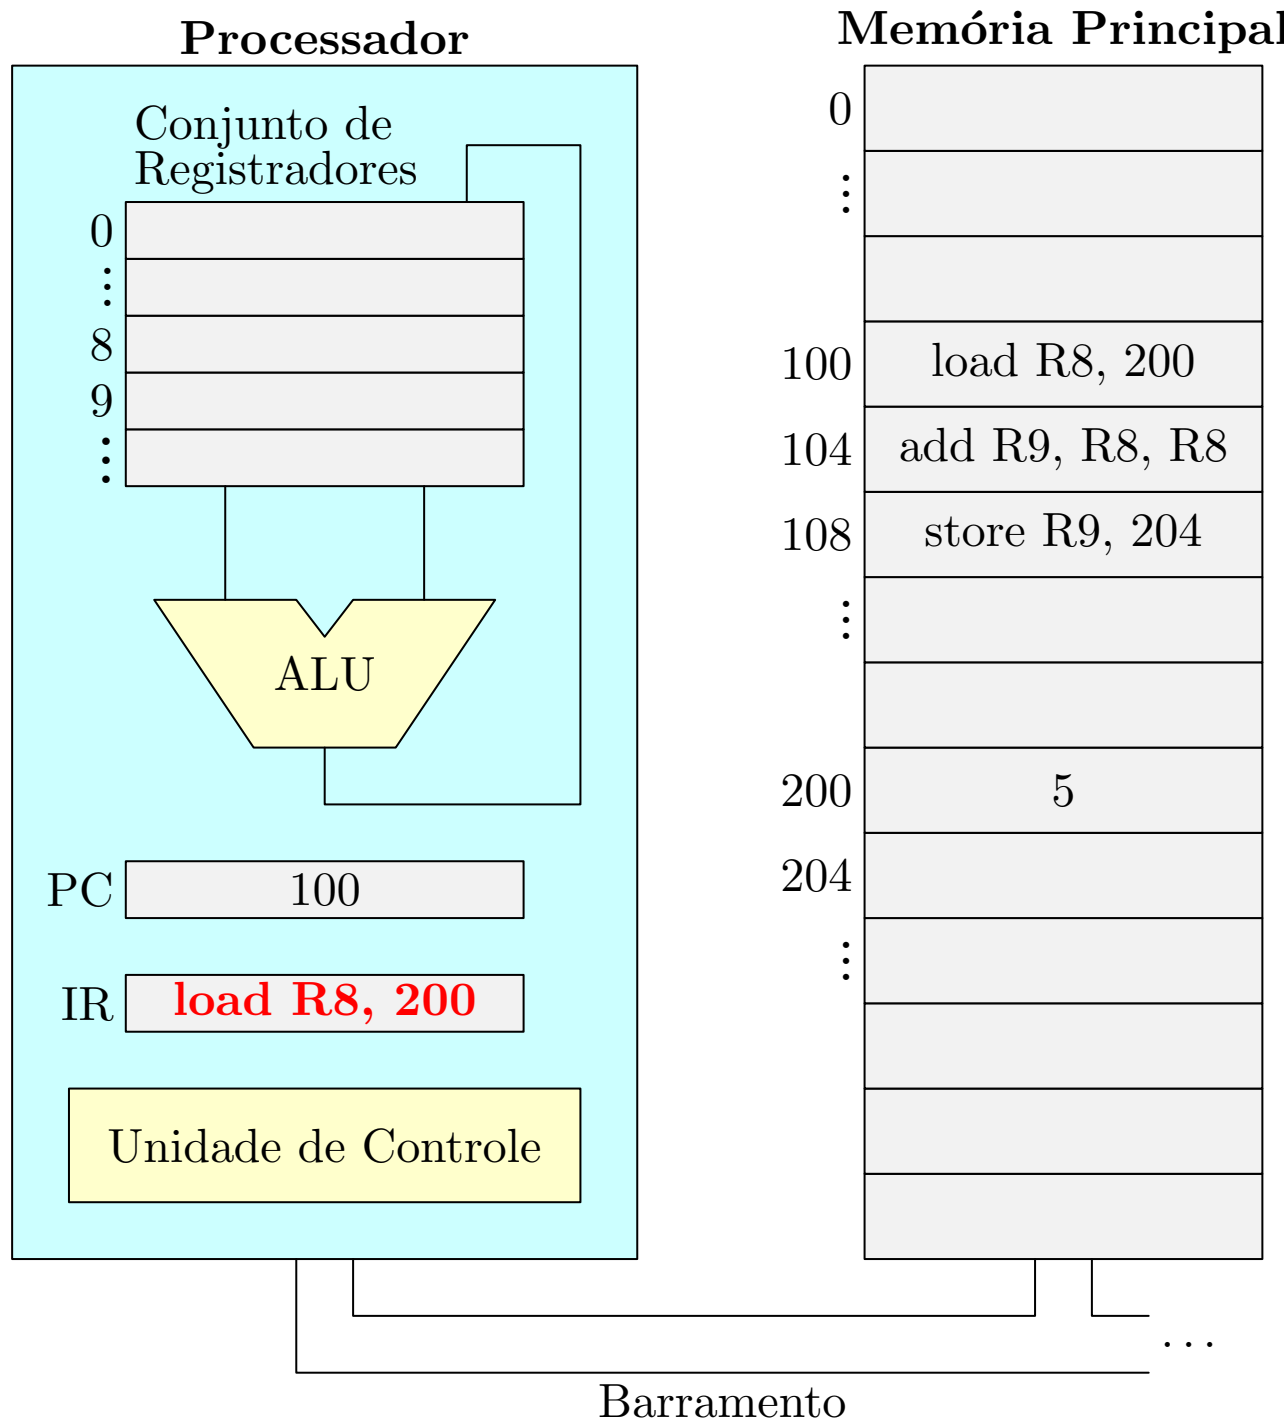 Processador
Conjunto de
Registradores
0
⋮
8
9
⋮
ALU
PC
100
IR
load R8, 200
Unidade de Controle
Memória Principal
0
⋮
100
load R8, 200
104
add R9, R8, R8
108
store R9, 204
⋮
200
5
204
⋮
...
Barramento